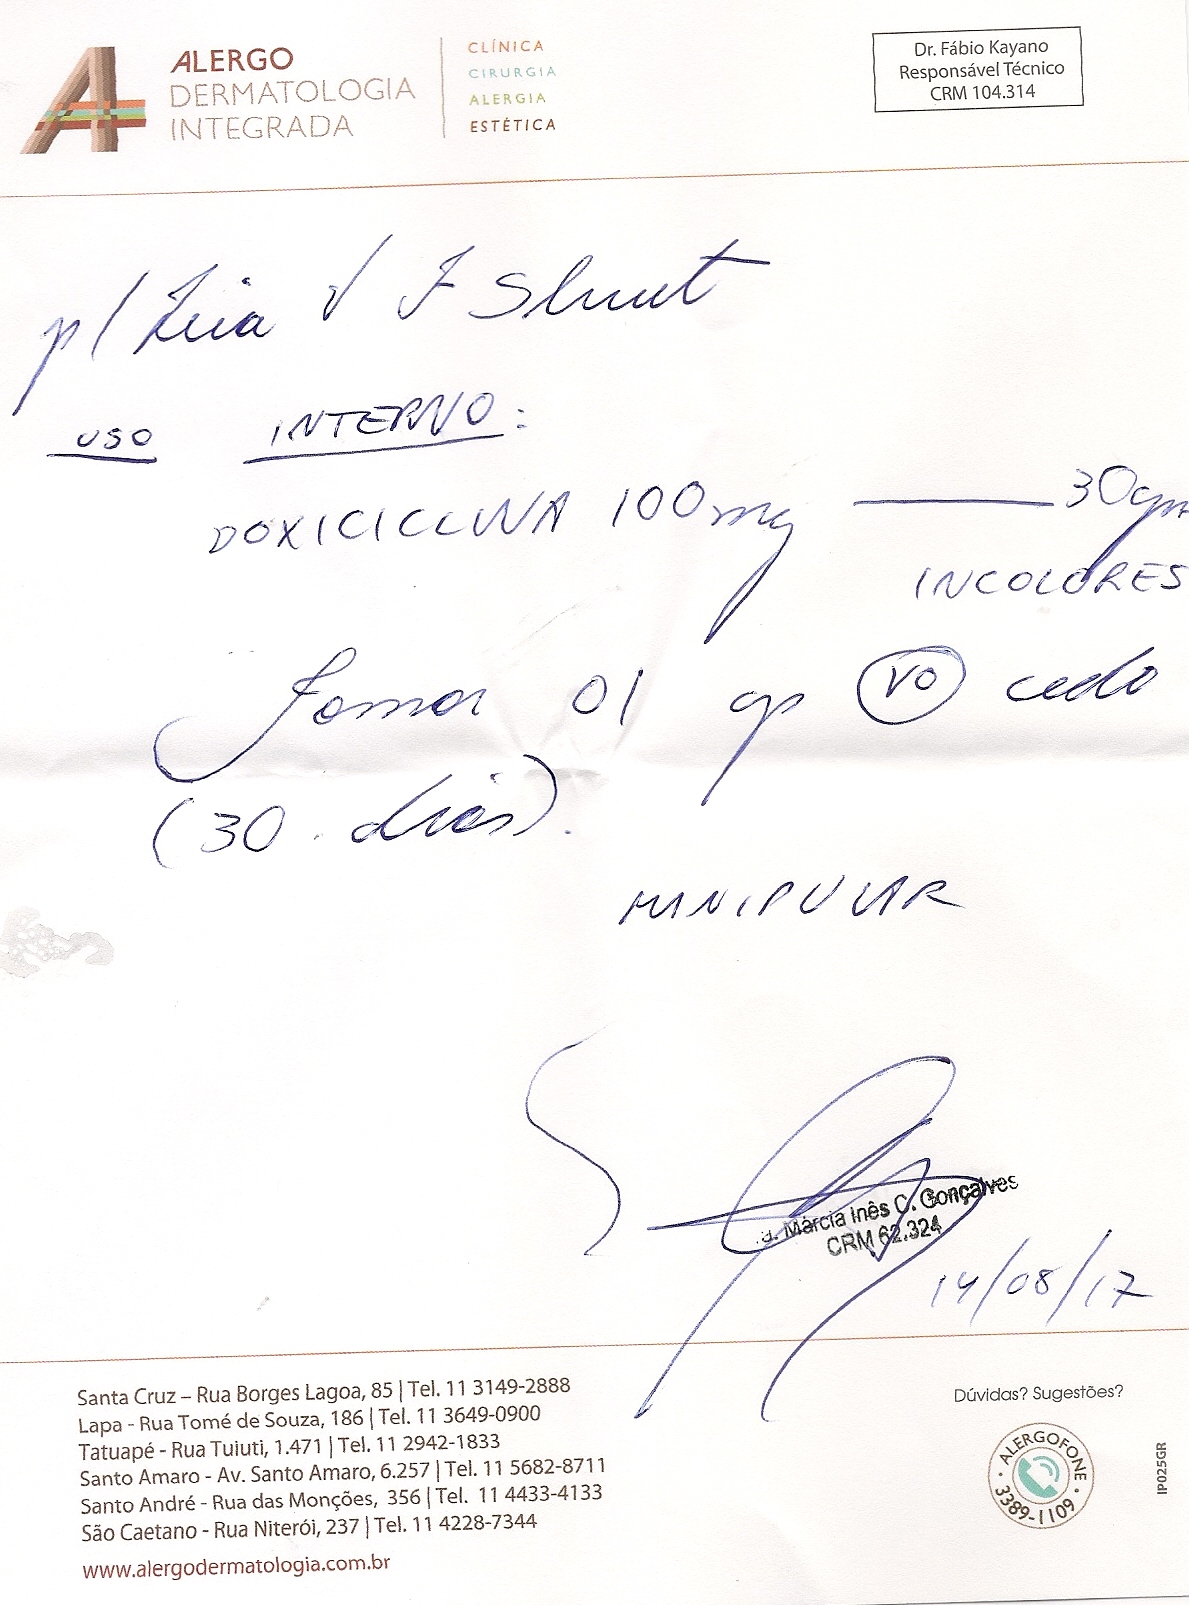 ALERGO
DERMATOLOGIA
INTEGRADA
CLÍNICA
CIRURGIA
ALERGIA
ESTÉTICA
Dr. Fábio Kayano
Responsável Técnico
CRM 104.314
p/
USO INTERNO:
DOXICICLINA 100mg — 30cps
INCOLORES
Tomar 01 cp VO cedo
(30 dias).
MANIPULAR
Márcia Inês C. Gonçalves
CRM 62.324
14/08/17
Santa Cruz – Rua Borges Lagoa, 85 | Tel. 11 3149-2888
Lapa - Rua Tomé de Souza, 186 | Tel. 11 3649-0900
Tatuapé - Rua Tuiuti, 1.471 | Tel. 11 2942-1833
Santo Amaro - Av. Santo Amaro, 6.257 | Tel. 11 5682-8711
Santo André - Rua das Monções, 356 | Tel. 11 4433-4133
São Caetano - Rua Niterói, 237 | Tel. 11 4228-7344
www.alergodermatologia.com.br
Dúvidas? Sugestões?
ALERGOFONE
3389-1109
IP025GR